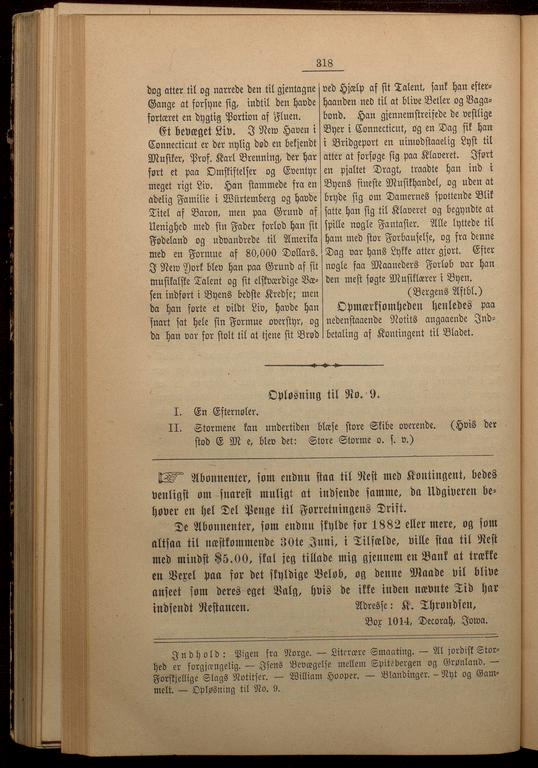 318
dog atter til og narrede den til gjentagne
Gange at forsyne sig, indtil den havde
fortæret en dygtig Portion af Fluen.
Et bevæget Liv. I New Haven i
Connecticut er der nylig død en bekjendt
Musiker, Prof. Karl Brenning, der har
ført et paa Omskiftelser og Eventyr
meget rigt Liv. Han stammede fra en
adelig Familie i Würtemberg og havde
Titel af Baron, men paa Grund af
Uenighed med sin Fader forlod han sit
Fødeland og udvandrede til Amerika
med en Formue af 80,000 Dollars.
I New York blev han paa Grund af sit
musikalske Talent og sit elskværdige Væ=
sen indført i Byens bedste Kredse; men
da han førte et vildt Liv, havde han
snart sat hele sin Formue overstyr, og
da han var for stolt til at tjene sit Brød
ved Hjælp af sit Talent, sank han efter=
haanden ned til at blive Betler og Vaga=
bond. Han gjennemstreifede de vestlige
Byer i Connecticut, og en Dag fik han
i Bridgeport en uimodstaaelig Lyst til
atter at forsøge sig paa Klaveret. Iført
en pjaltet Dragt, traadte han ind i
Byens fineste Musikhandel, og uden at
bryde sig om Damernes spottende Blik
satte han sig til Klaveret og begyndte at
spille nogle Fantasier. Alle lyttede til
ham med stor Forbauselse, og fra denne
Dag var hans Lykke atter gjort. Efter
nogle faa Maaneders Forløb var han
den mest søgte Musiklærer i Byen.
(Bergens Aftbl.)
Opmærksomheden henledes paa
nedenstaaende Notits angaaende Ind=
betaling af Kontingent til Bladet.
Opløsning til No. 9.
I. En Efternøler.
II. Stormene kan undertiden blæse store Skibe overende. (Hvis der
stod E M e, blev det: Store Storme o. s. v.)
☞ Abonnenter, som endnu staa til Rest med Kontingent, bedes
venligst om snarest muligt at indsende samme, da Udgiveren be=
høver en hel Del Penge til Forretningens Drift.
De Abonnenter, som endnu skylde for 1882 eller mere, og som
altsaa til næstkommende 30te Juni, i Tilfælde, ville staa til Rest
med mindst $5.00, skal jeg tillade mig gjennem en Bank at trække
en Vexel paa for det skyldige Beløb, og denne Maade vil blive
anseet som deres eget Valg, hvis de ikke inden nævnte Tid har
indsendt Restancen. Adresse: K. Throndsen,
Box 1014, Decorah, Iowa.
Indhold: Pigen fra Norge. — Literære Smaating. — Al jordisk Stor=
hed er forgjængelig. — Isens Bevægelse mellem Spitsbergen og Grønland. —
Forskjellige Slags Notitser. — William Hooper. — Blandinger. – Nyt og Gam=
melt. — Opløsning til No. 9.